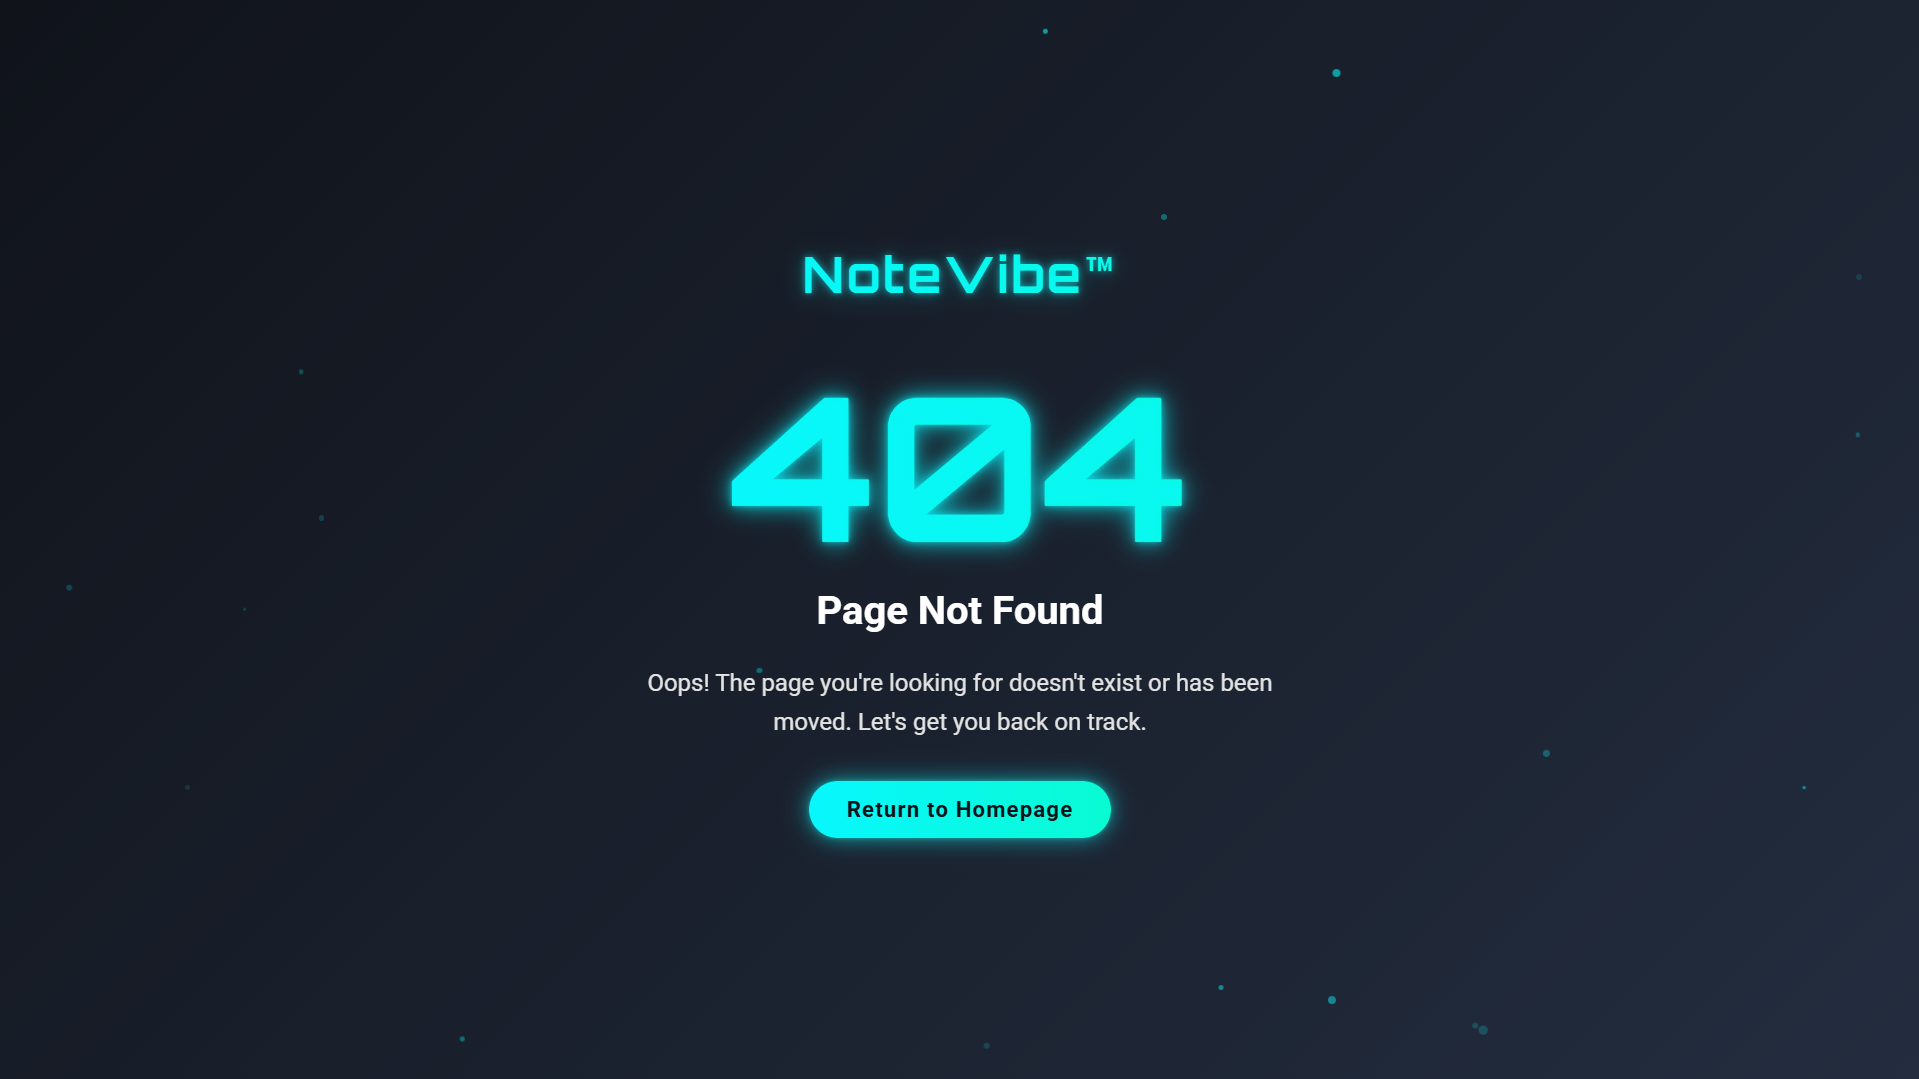 NoteVibe™
404
Page Not Found
Oops! The page you're looking for doesn't exist or has been
moved. Let's get you back on track.
Return to Homepage